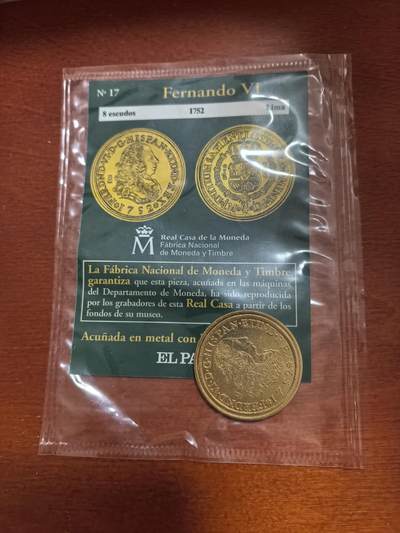 Nº 17 Fernando VI
8 escudos 1752 Lima
Real Casa de la Moneda
Fábrica Nacional
de Moneda y Timbre
La Fábrica Nacional de Moneda y Timbre
garantiza que esta pieza, acuñada en las máquinas
del Departamento de Moneda, ha sido reproducida
por los grabadores de esta Real Casa a partir de los
fondos de su museo.
Acuñada en metal con
EL PA